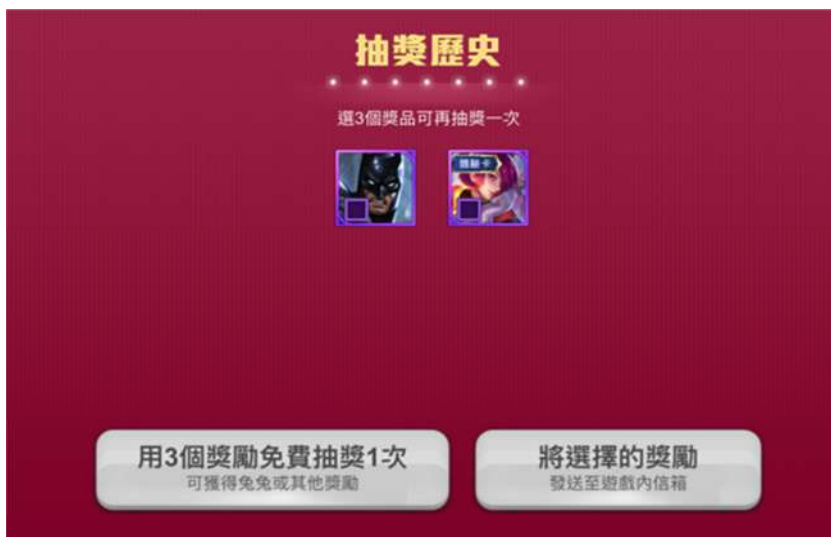 抽獎歷史
選3個獎品可再抽獎一次
體驗卡
用3個獎勵免費抽獎1次
可獲得兔兔或其他獎勵
將選擇的獎勵
發送至遊戲內信箱